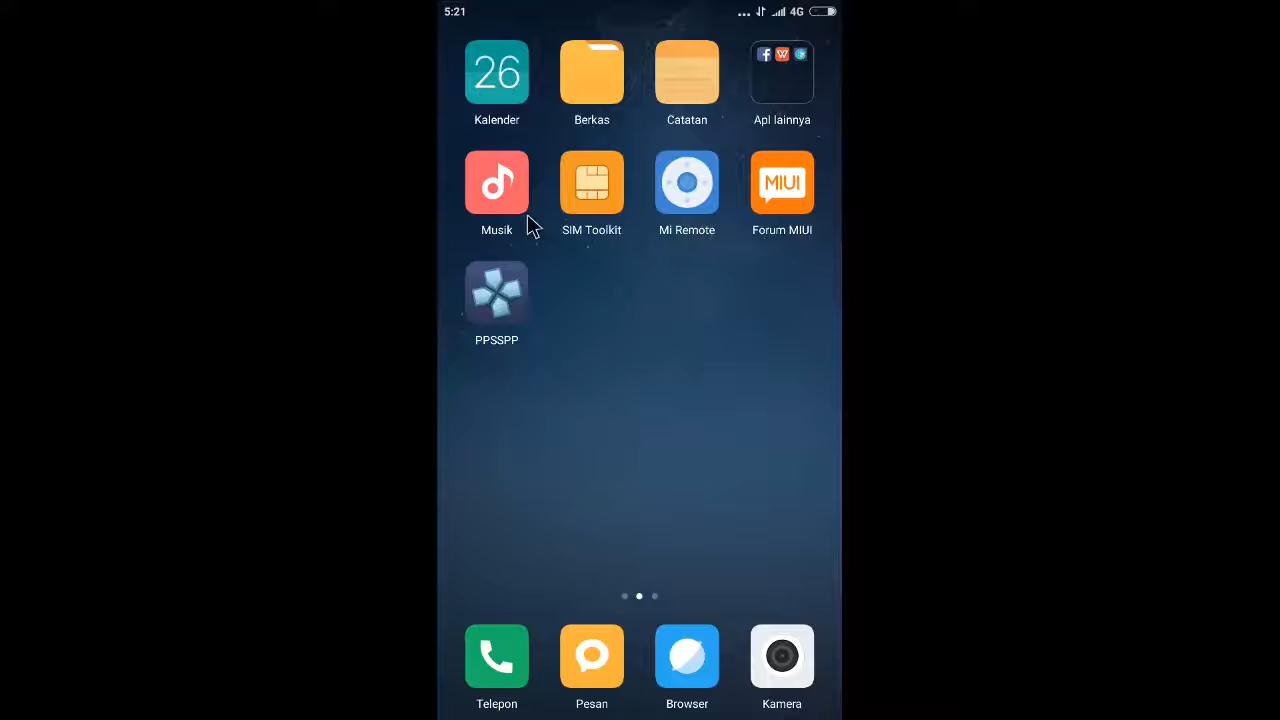 5:21
4G
26
Kalender
Berkas
Catatan
Apl lainnya
MIUI
Musik
SIM Toolkit
Mi Remote
Forum MIUI
PPSSPP
Telepon
Pesan
Browser
Kamera